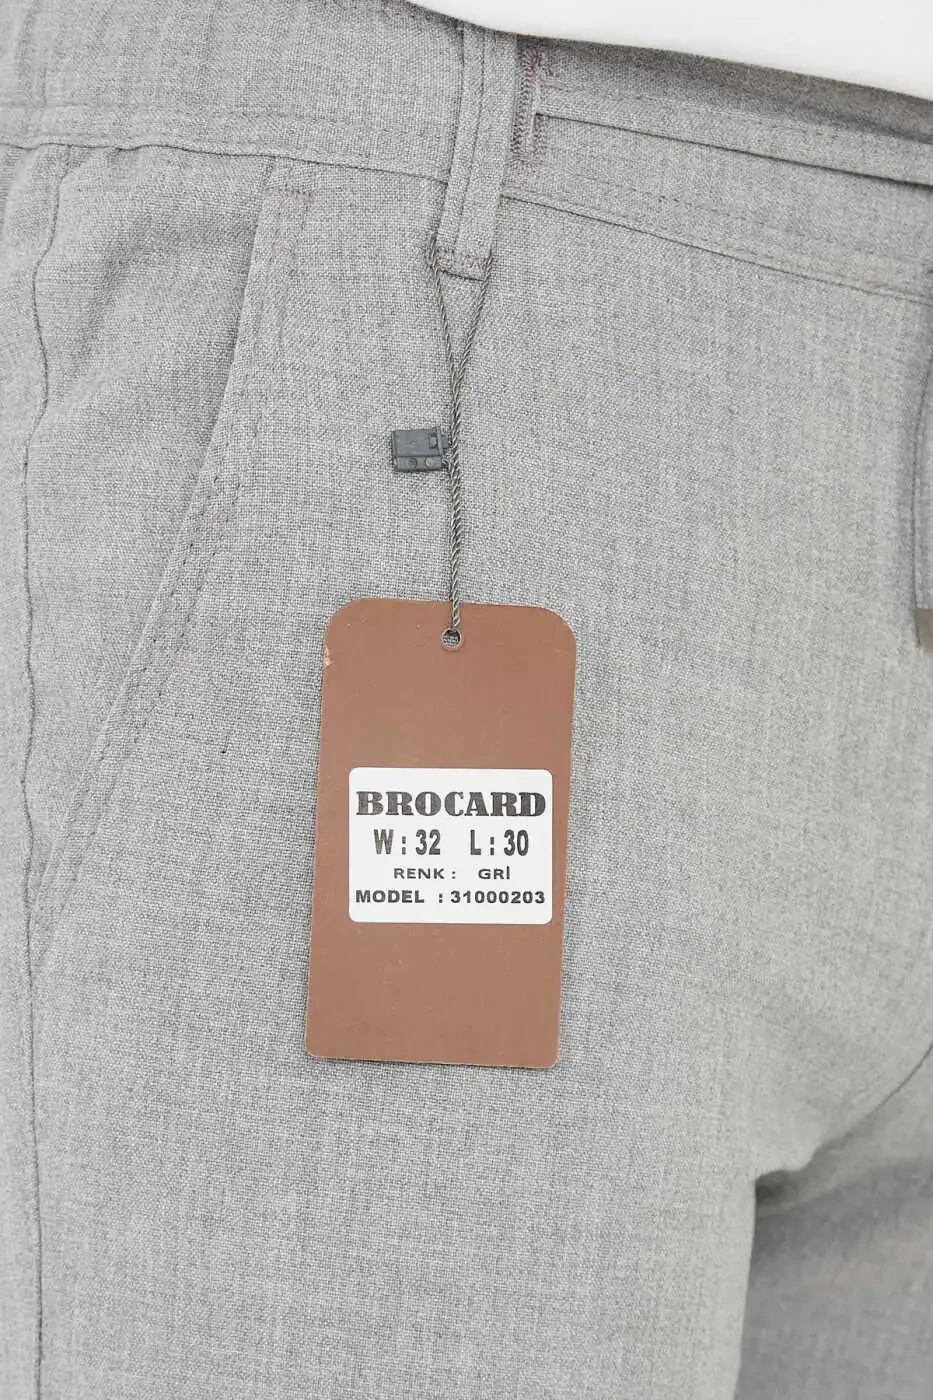 BROCARD
W : 32 L : 30
RENK : GRİ
MODEL : 31000203